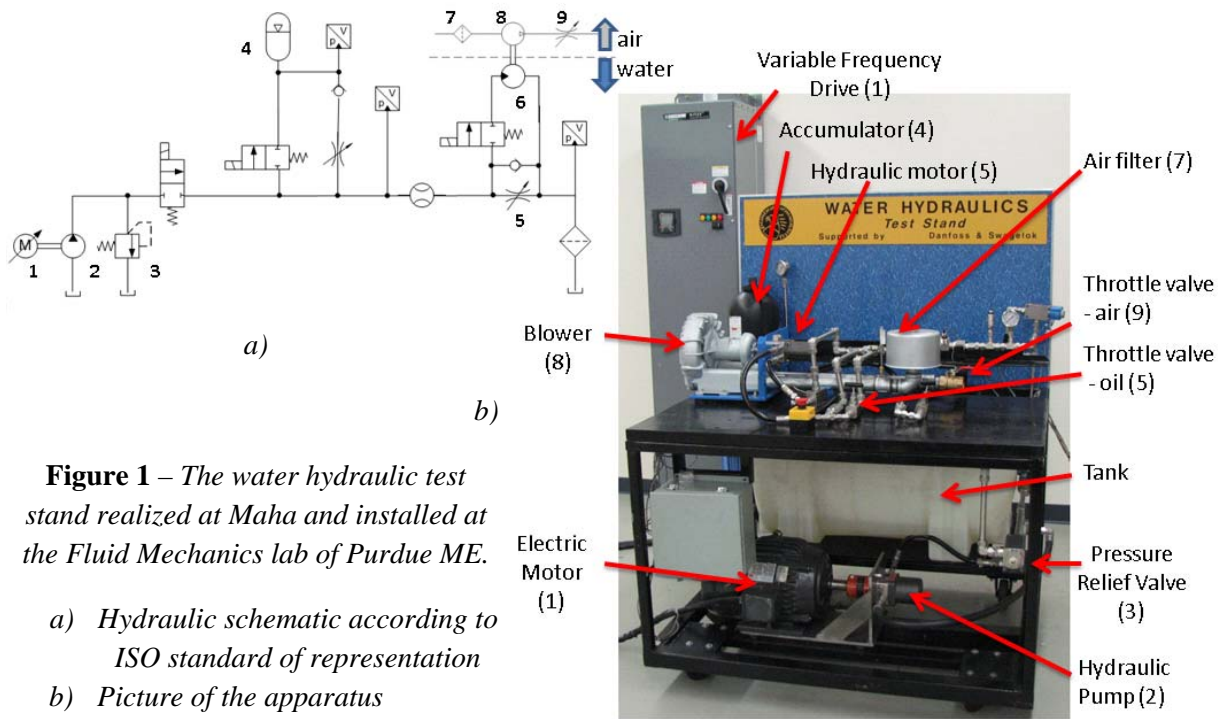 7
8
9
air
water
4
p V
p V
6
p V
5
M
1
2
3
a)
b)
Figure 1 – The water hydraulic test
stand realized at Maha and installed at
the Fluid Mechanics lab of Purdue ME.
a) Hydraulic schematic according to
ISO standard of representation
b) Picture of the apparatus
Variable Frequency
Drive (1)
Accumulator (4)
Hydraulic motor (5)
Air filter (7)
WATER HYDRAULICS
Test Stand
Supported by Danfoss & Swagelok
Blower
(8)
Throttle valve
- air (9)
Throttle valve
- oil (5)
Tank
Electric
Motor
(1)
Pressure
Relief Valve
(3)
Hydraulic
Pump (2)